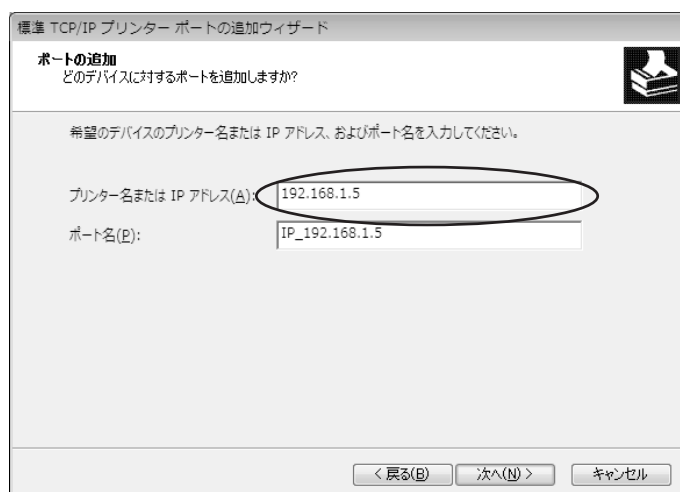 標準 TCP/IP プリンター ポートの追加ウィザード
ポートの追加
どのデバイスに対するポートを追加しますか?
希望のデバイスのプリンター名または IP アドレス、およびポート名を入力してください。
プリンター名または IP アドレス(A): 192.168.1.5
ポート名(P): IP_192.168.1.5
< 戻る(B) 次へ(N) > キャンセル